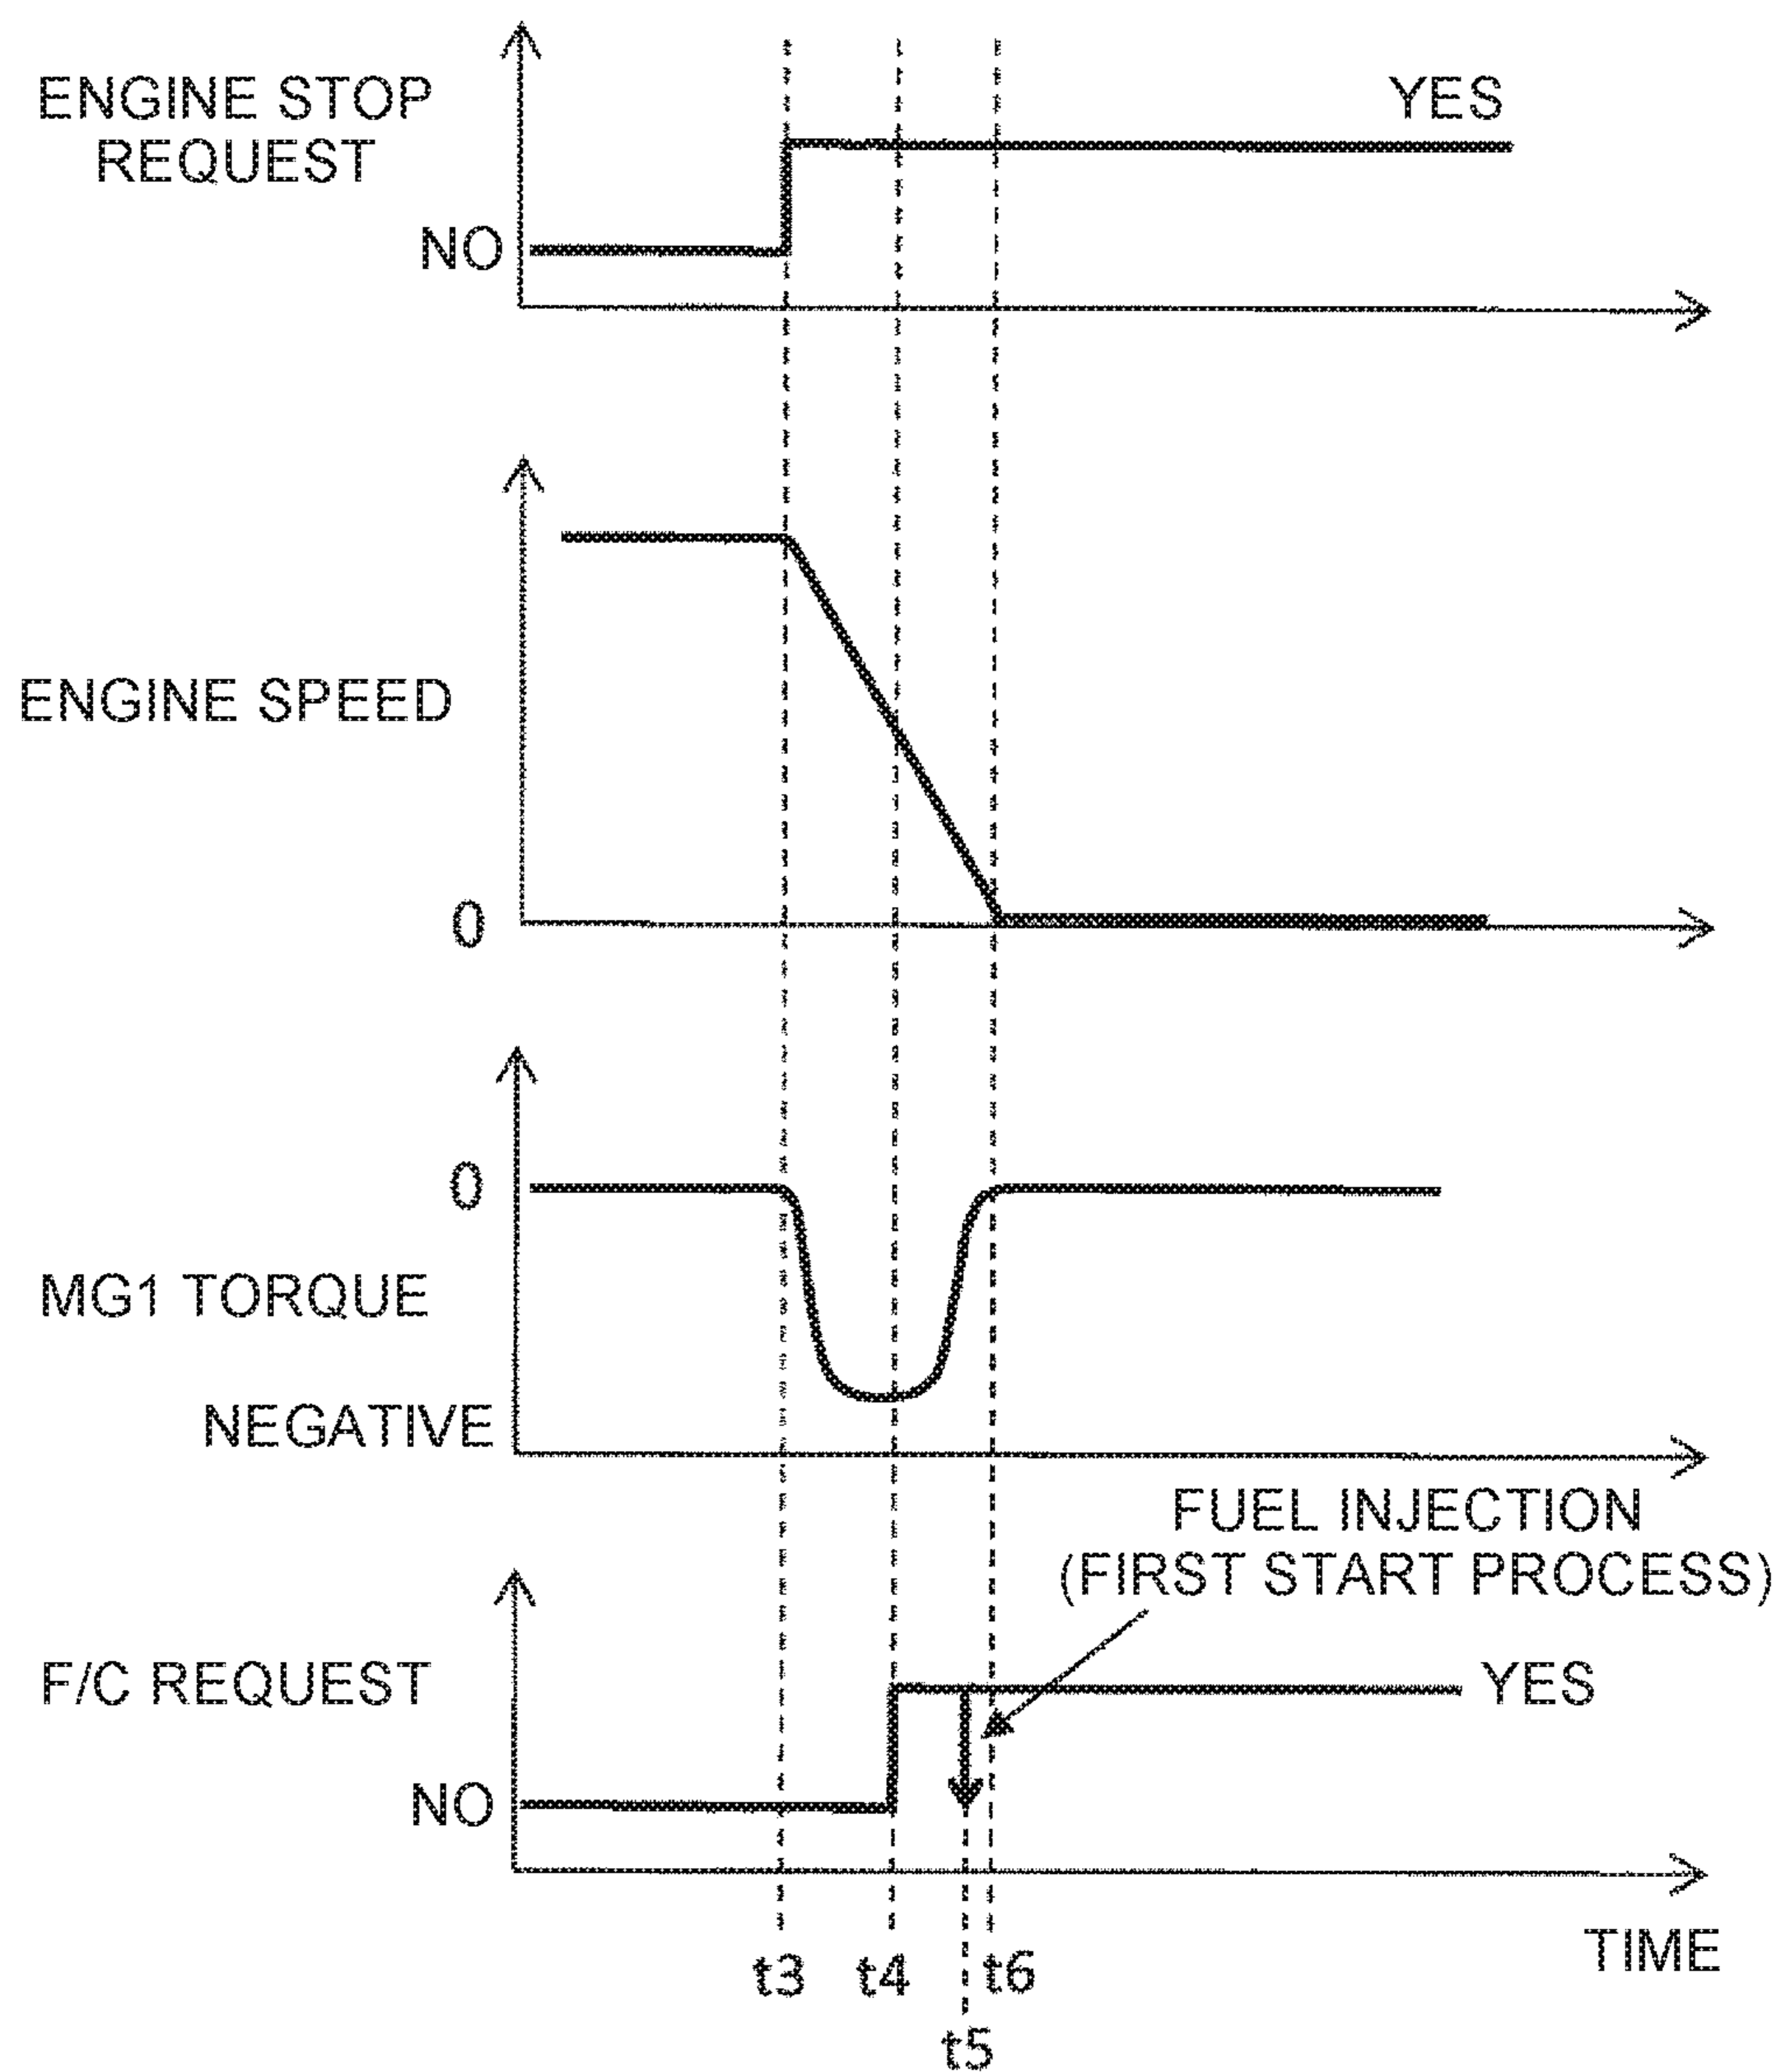 ENGINE STOP
REQUEST
YES
NO
ENGINE SPEED
0
0
MG1 TORQUE
NEGATIVE
FUEL INJECTION
(FIRST START PROCESS)
F/C REQUEST
YES
NO
TIME
t3
t4
t6
t5